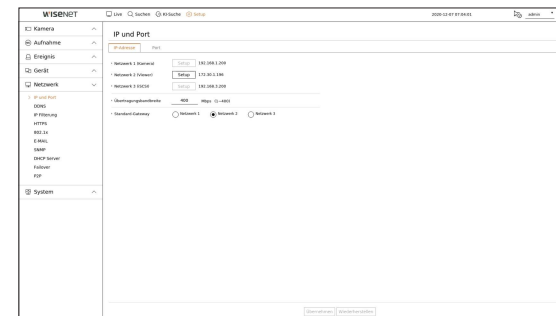 WISENET
Live Suchen AI-Suche Setup 2020-12-07 07:04:01 admin
Kamera
Aufnahme
Ereignis
Gerät
Netzwerk
IP und Port
DDNS
IP Filterung
HTTPS
802.1x
E-MAIL
SNMP
DHCP Server
Failover
P2P
System
IP und Port
IP-Adresse Port
Netzwerk 1 (Kamera) Setup 192.168.1.200
Netzwerk 2 (Viewer) Setup 172.30.1.196
Netzwerk 3 (iSCSI) Setup 192.168.3.200
Übertragungsbandbreite 400 Mbps (1~400)
Standard-Gateway Netzwerk 1 Netzwerk 2 Netzwerk 3
Übernehmen Wiederherstellen